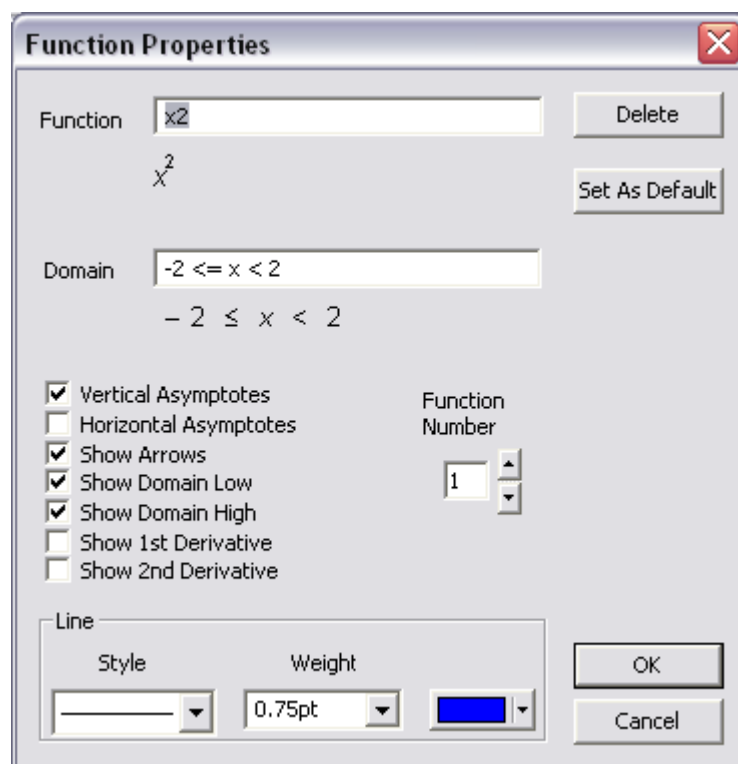 Function Properties
Function x2 Delete
x²
Set As Default
Domain -2 <= x < 2
– 2 ≤ x < 2
Vertical Asymptotes
Horizontal Asymptotes
Show Arrows
Show Domain Low
Show Domain High
Show 1st Derivative
Show 2nd Derivative
Function
Number
1
Line
Style Weight
0.75pt
OK
Cancel